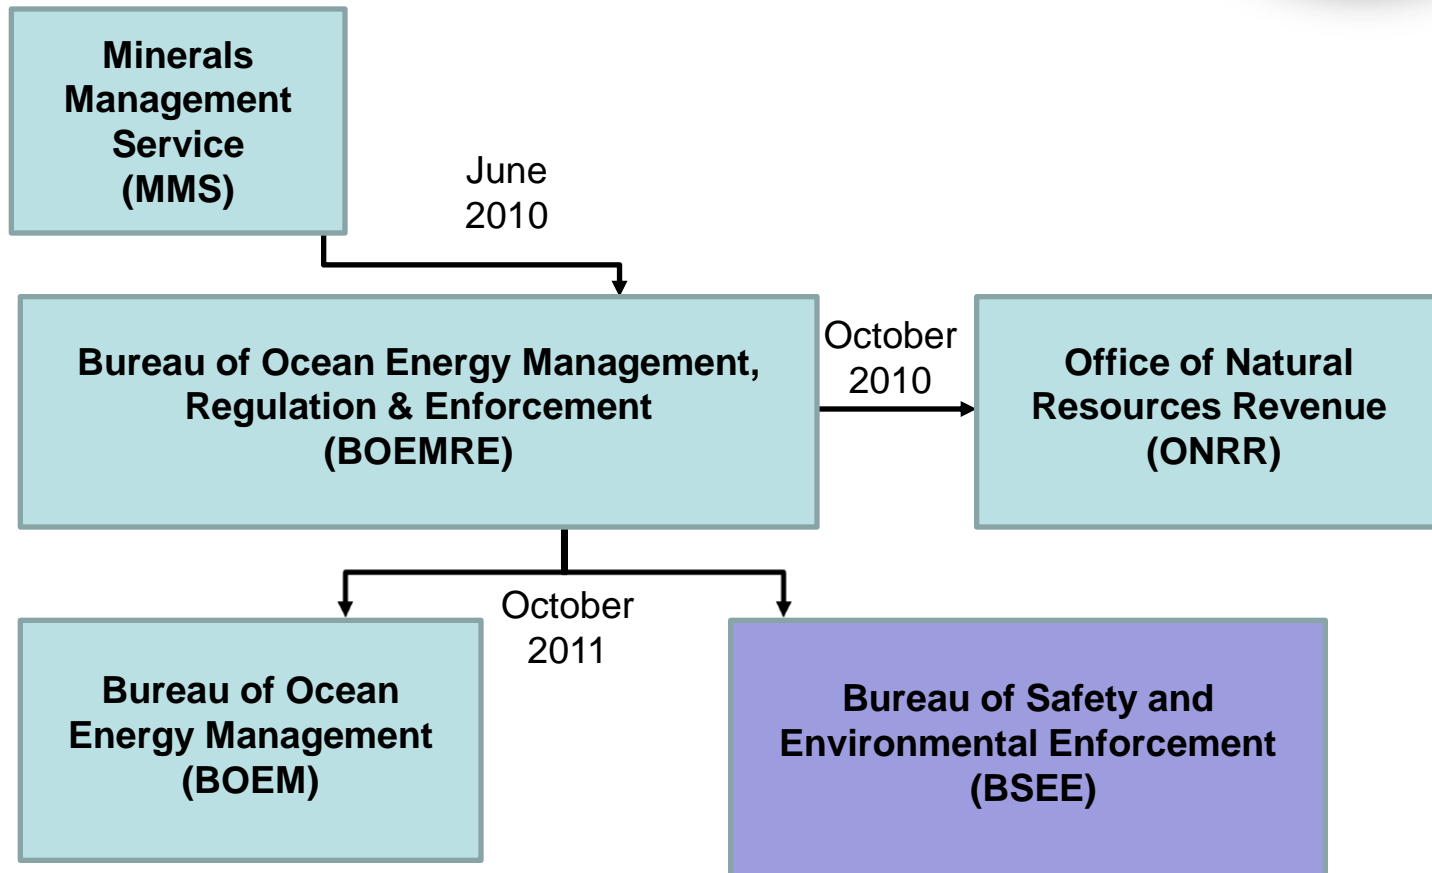 Minerals
Management
Service
(MMS)
June
2010
Bureau of Ocean Energy Management,
Regulation & Enforcement
(BOEMRE)
October
2010
Office of Natural
Resources Revenue
(ONRR)
October
2011
Bureau of Ocean
Energy Management
(BOEM)
Bureau of Safety and
Environmental Enforcement
(BSEE)